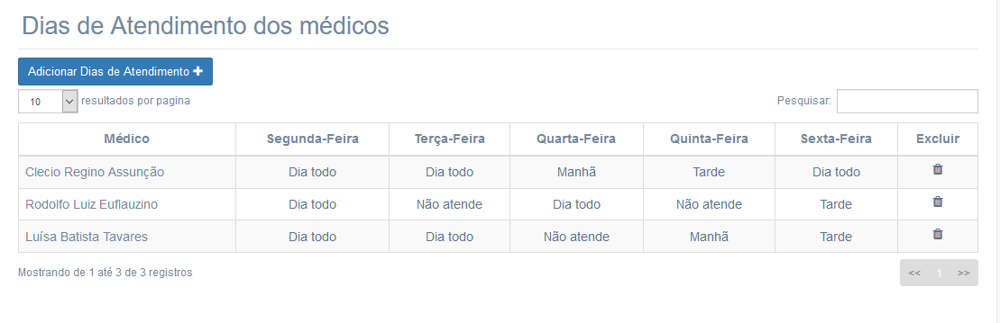 Dias de Atendimento dos médicos
Adicionar Dias de Atendimento +
10 resultados por pagina Pesquisar:
Médico Segunda-Feira Terça-Feira Quarta-Feira Quinta-Feira Sexta-Feira Excluir
Clecio Regino Assunção Dia todo Dia todo Manhã Tarde Dia todo
Rodolfo Luiz Euflauzino Dia todo Não atende Dia todo Não atende Tarde
Luísa Batista Tavares Dia todo Dia todo Não atende Manhã Tarde
Mostrando de 1 até 3 de 3 registros << 1 >>